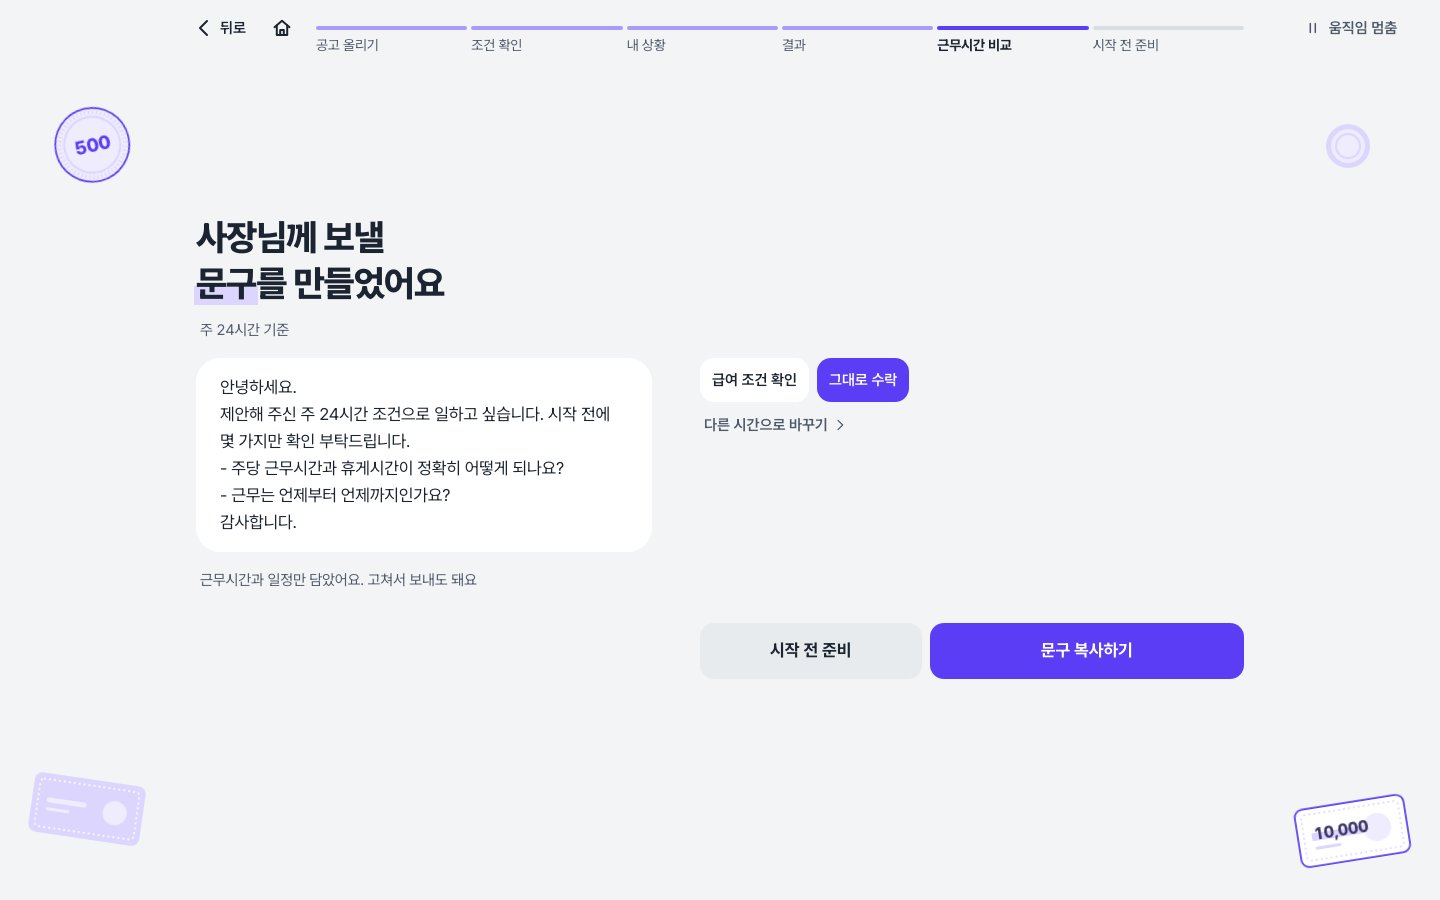 뒤로
공고 올리기
조건 확인
내 상황
결과
근무시간 비교
시작 전 준비
움직임 멈춤
500
사장님께 보낼
문구를 만들었어요
주 24시간 기준
안녕하세요.
제안해 주신 주 24시간 조건으로 일하고 싶습니다. 시작 전에
몇 가지만 확인 부탁드립니다.
- 주당 근무시간과 휴게시간이 정확히 어떻게 되나요?
- 근무는 언제부터 언제까지인가요?
감사합니다.
근무시간과 일정만 담았어요. 고쳐서 보내도 돼요
급여 조건 확인
그대로 수락
다른 시간으로 바꾸기
시작 전 준비
문구 복사하기
10,000